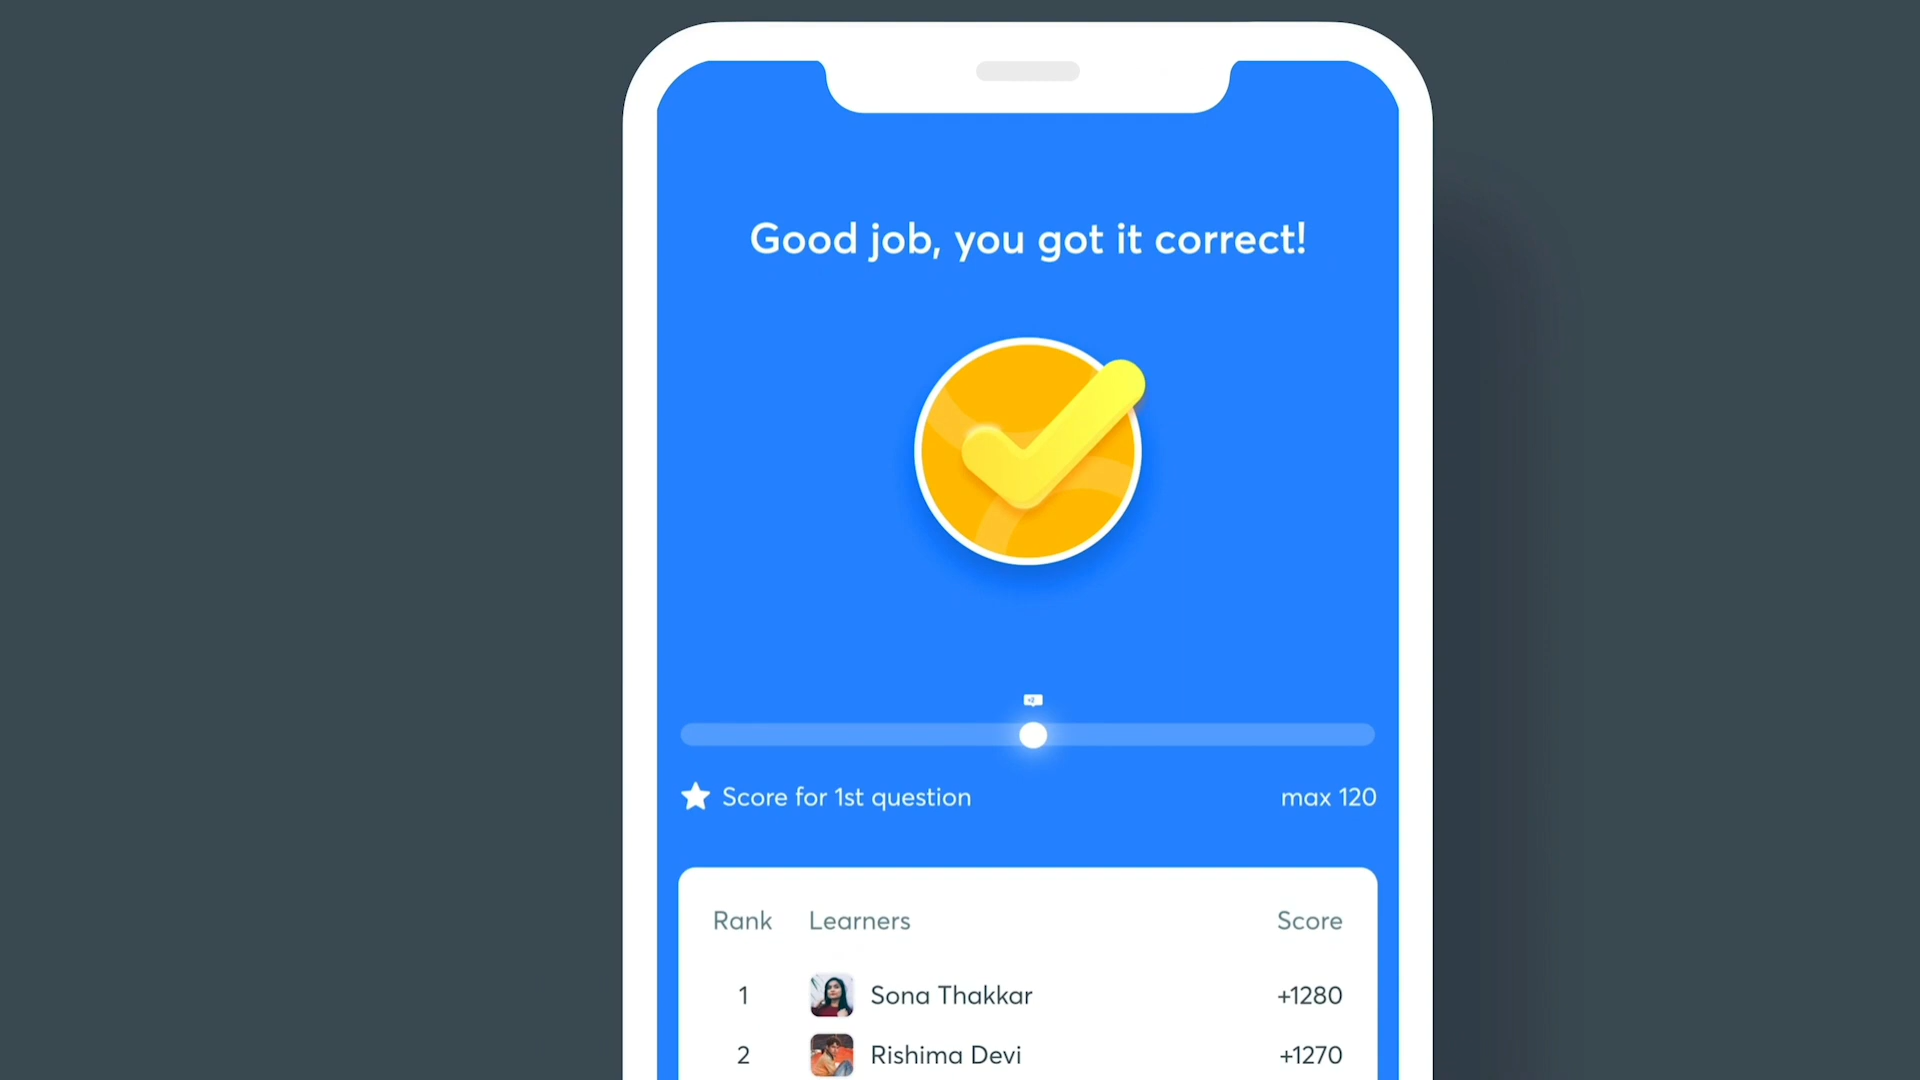 Good job, you got it correct!
Score for 1st question
max 120
Rank Learners Score
1 Sona Thakkar +1280
2 Rishima Devi +1270